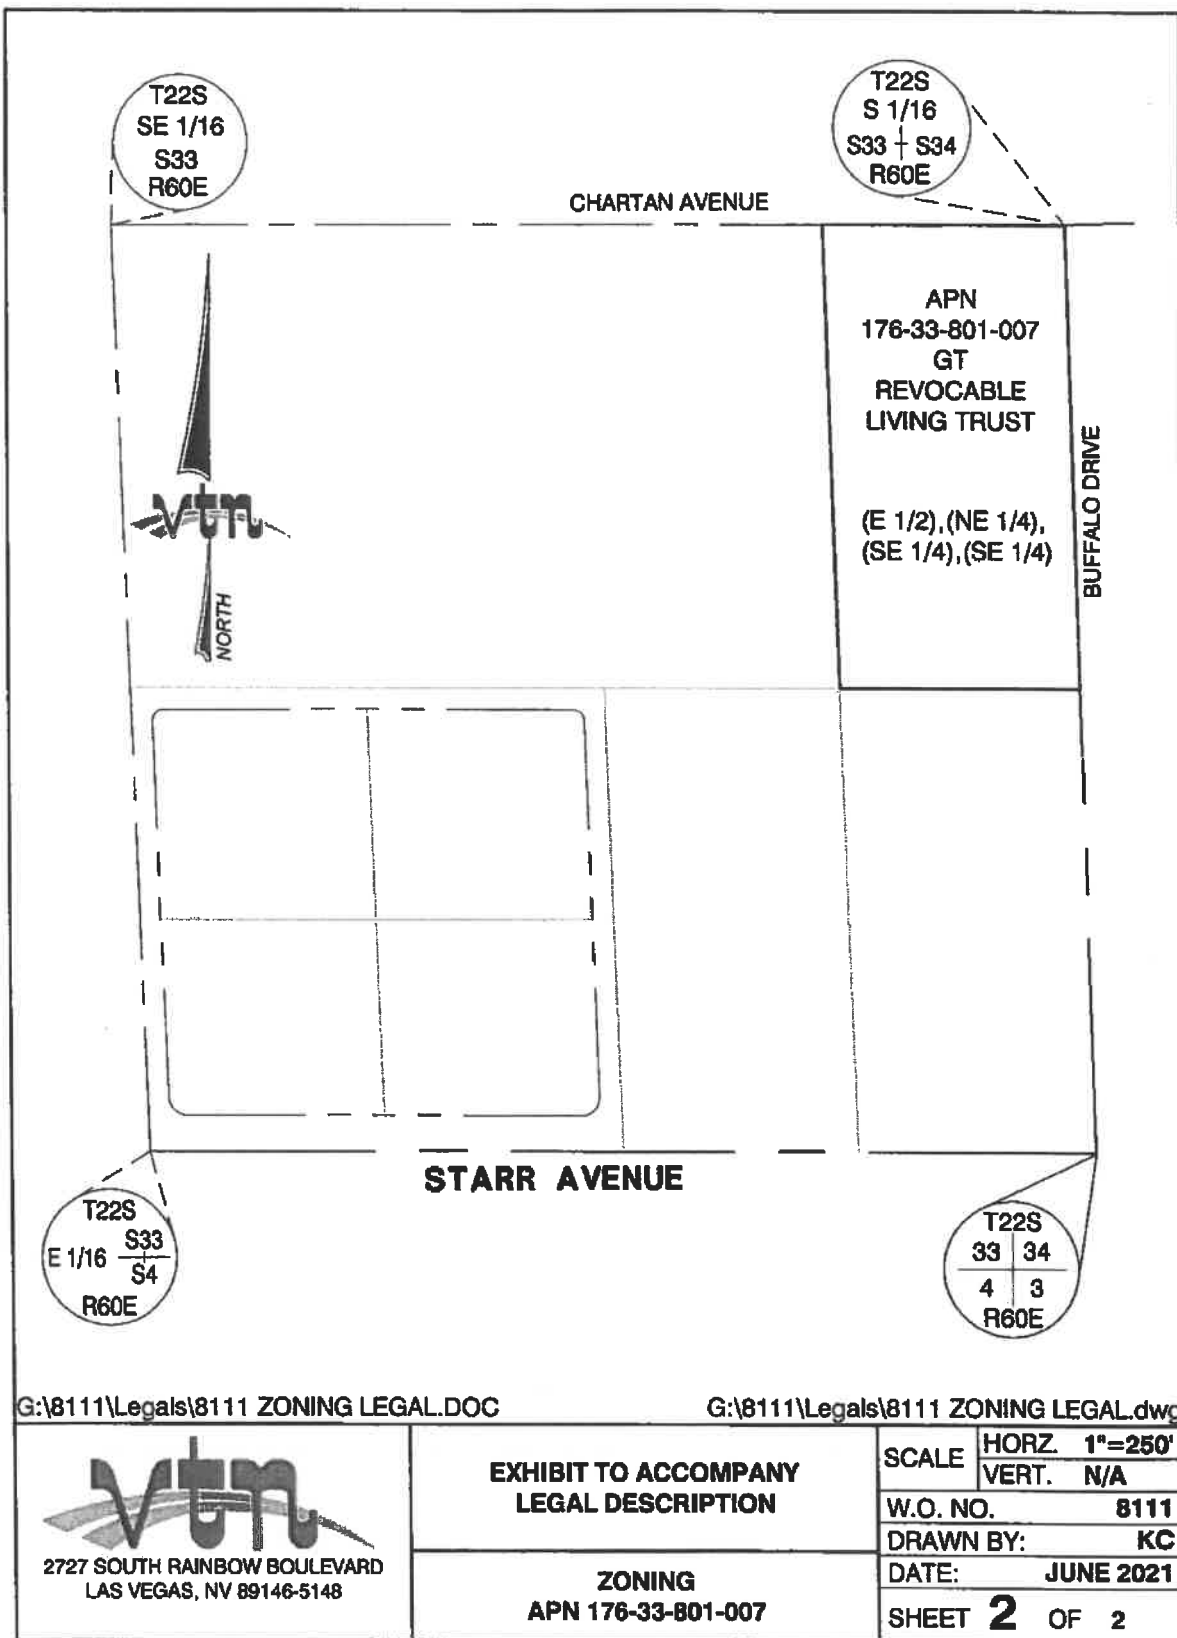 T22S
SE 1/16
S33
R60E
T22S
S 1/16
S33 S34
R60E
CHARTAN AVENUE
APN
176-33-801-007
GT
REVOCABLE
LIVING TRUST
(E 1/2),(NE 1/4),
(SE 1/4),(SE 1/4)
BUFFALO DRIVE
vtn
NORTH
STARR AVENUE
T22S
E 1/16 S33
S4
R60E
T22S
33 34
4 3
R60E
G:\8111\Legals\8111 ZONING LEGAL.DOC
G:\8111\Legals\8111 ZONING LEGAL.dwg
vtn
2727 SOUTH RAINBOW BOULEVARD
LAS VEGAS, NV 89146-5148
EXHIBIT TO ACCOMPANY
LEGAL DESCRIPTION
ZONING
APN 176-33-801-007
SCALE HORZ. 1"=250'
VERT. N/A
W.O. NO. 8111
DRAWN BY: KC
DATE: JUNE 2021
SHEET 2 OF 2